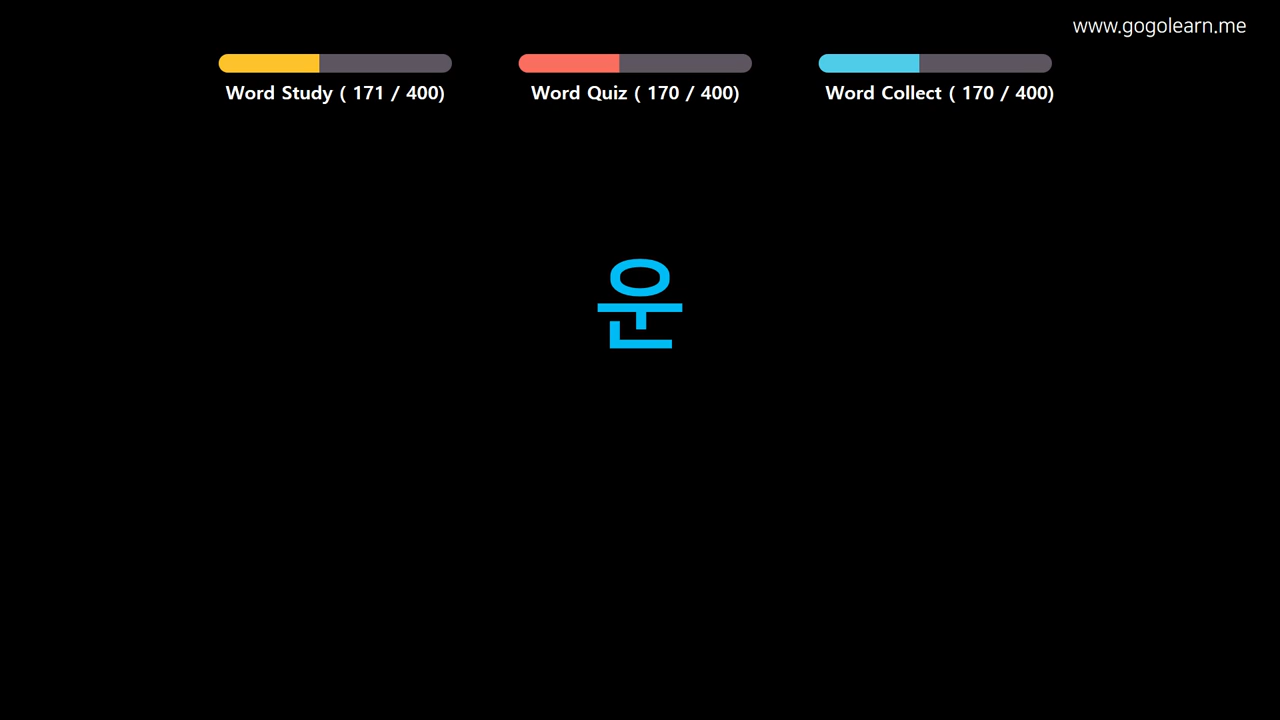 www.gogolearn.me
Word Study ( 171 / 400)
Word Quiz ( 170 / 400)
Word Collect ( 170 / 400)
운